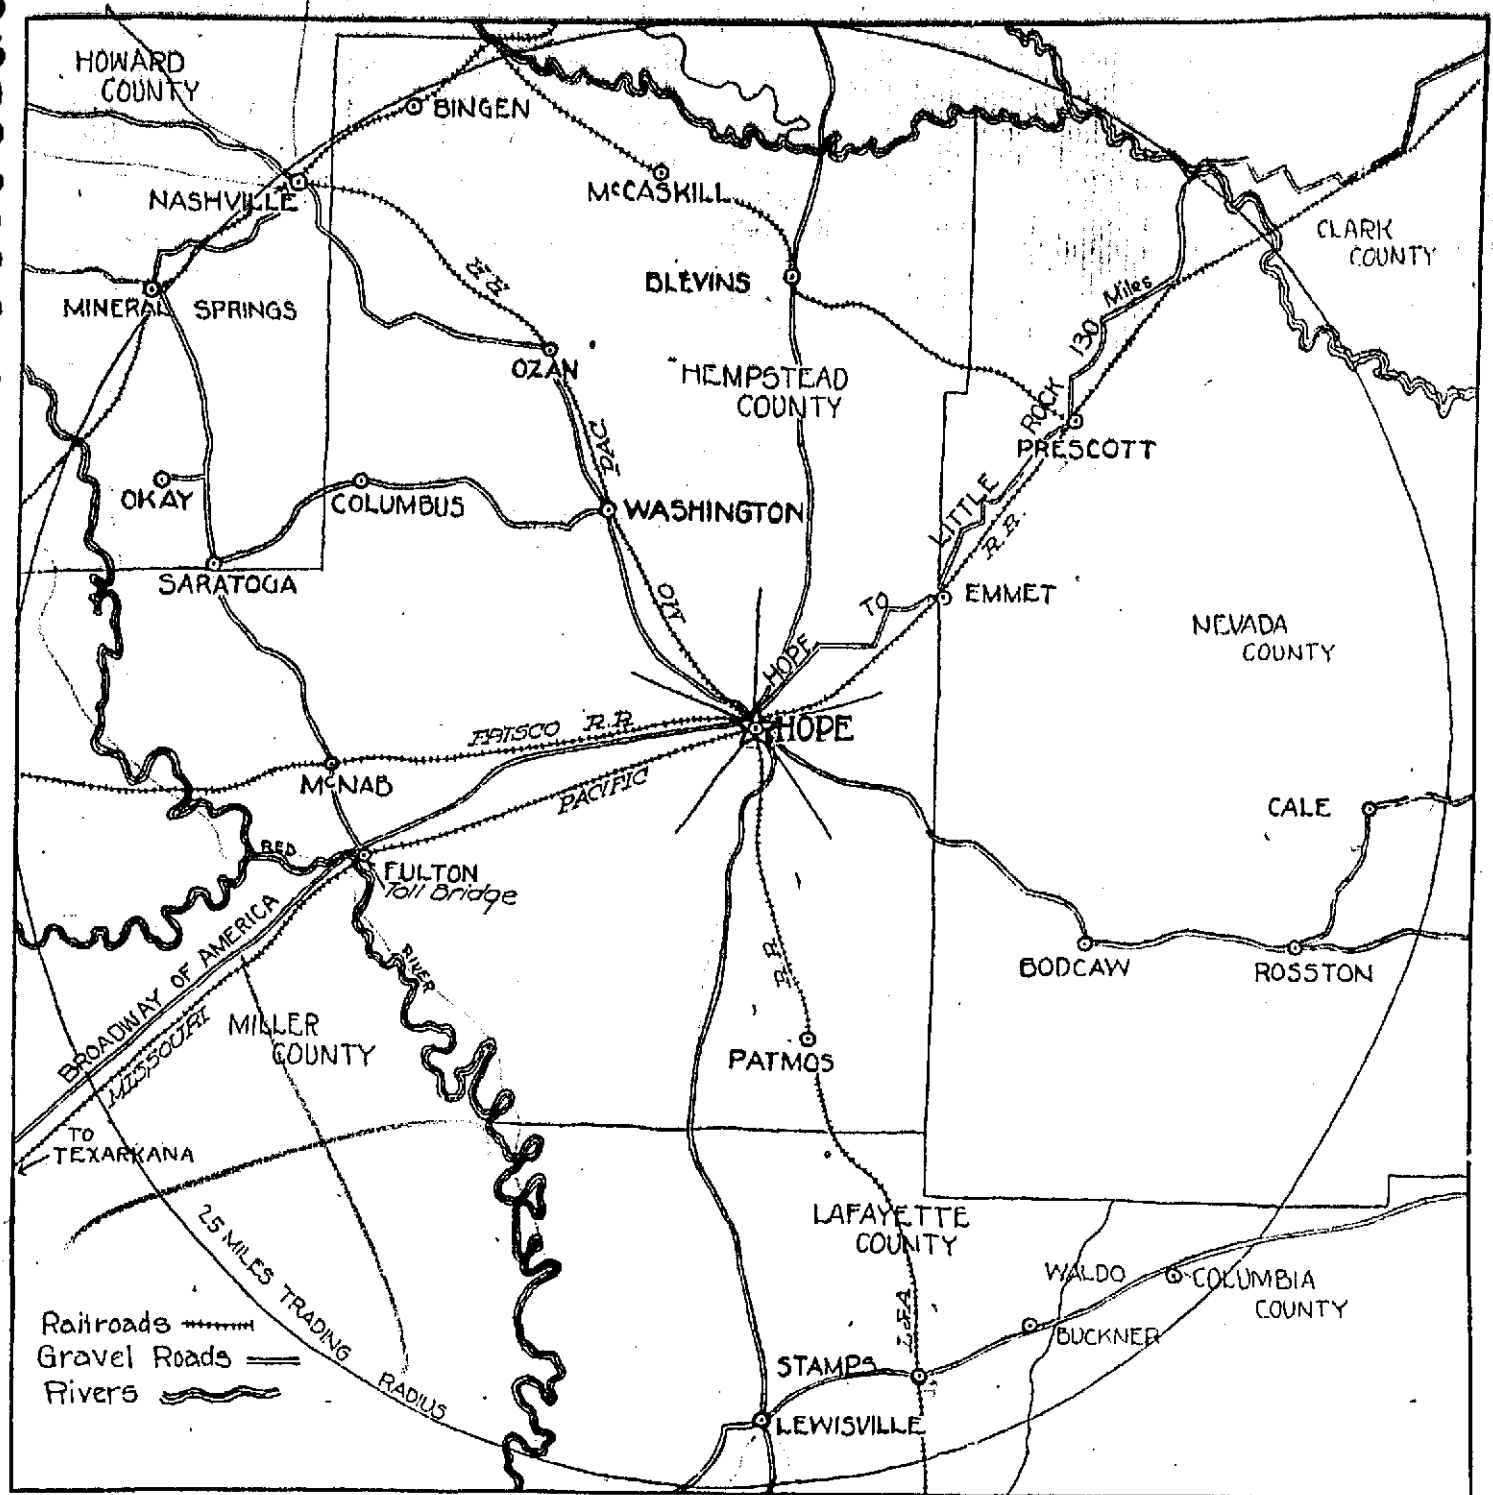 HOWARD
COUNTY
BINGEN
NASHVILLE
McCASKILL
CLARK
COUNTY
MINERAL SPRINGS
R.R.
BLEVINS
130 Miles
OZAN
"HEMPSTEAD
COUNTY
ROCK
PRESCOTT
OKAY
COLUMBUS
PAC
WASHINGTON
LITTLE
R.R.
SARATOGA
MO
TO
EMMET
NEVADA
COUNTY
HOPE
HOPE
FRISCO R.R.
McNAB
PACIFIC
CALE
RED
FULTON
Toll Bridge
BROADWAY OF AMERICA
RIVER
R.R.
BODCAW
ROSSTON
MISSOURI
MILLER
COUNTY
PATMOS
TO
TEXARKANA
25 MILES TRADING RADIUS
LAFAYETTE
COUNTY
WALDO
COLUMBIA
COUNTY
L&A
BUCKNER
Railroads
Gravel Roads
Rivers
STAMPS
LEWISVILLE